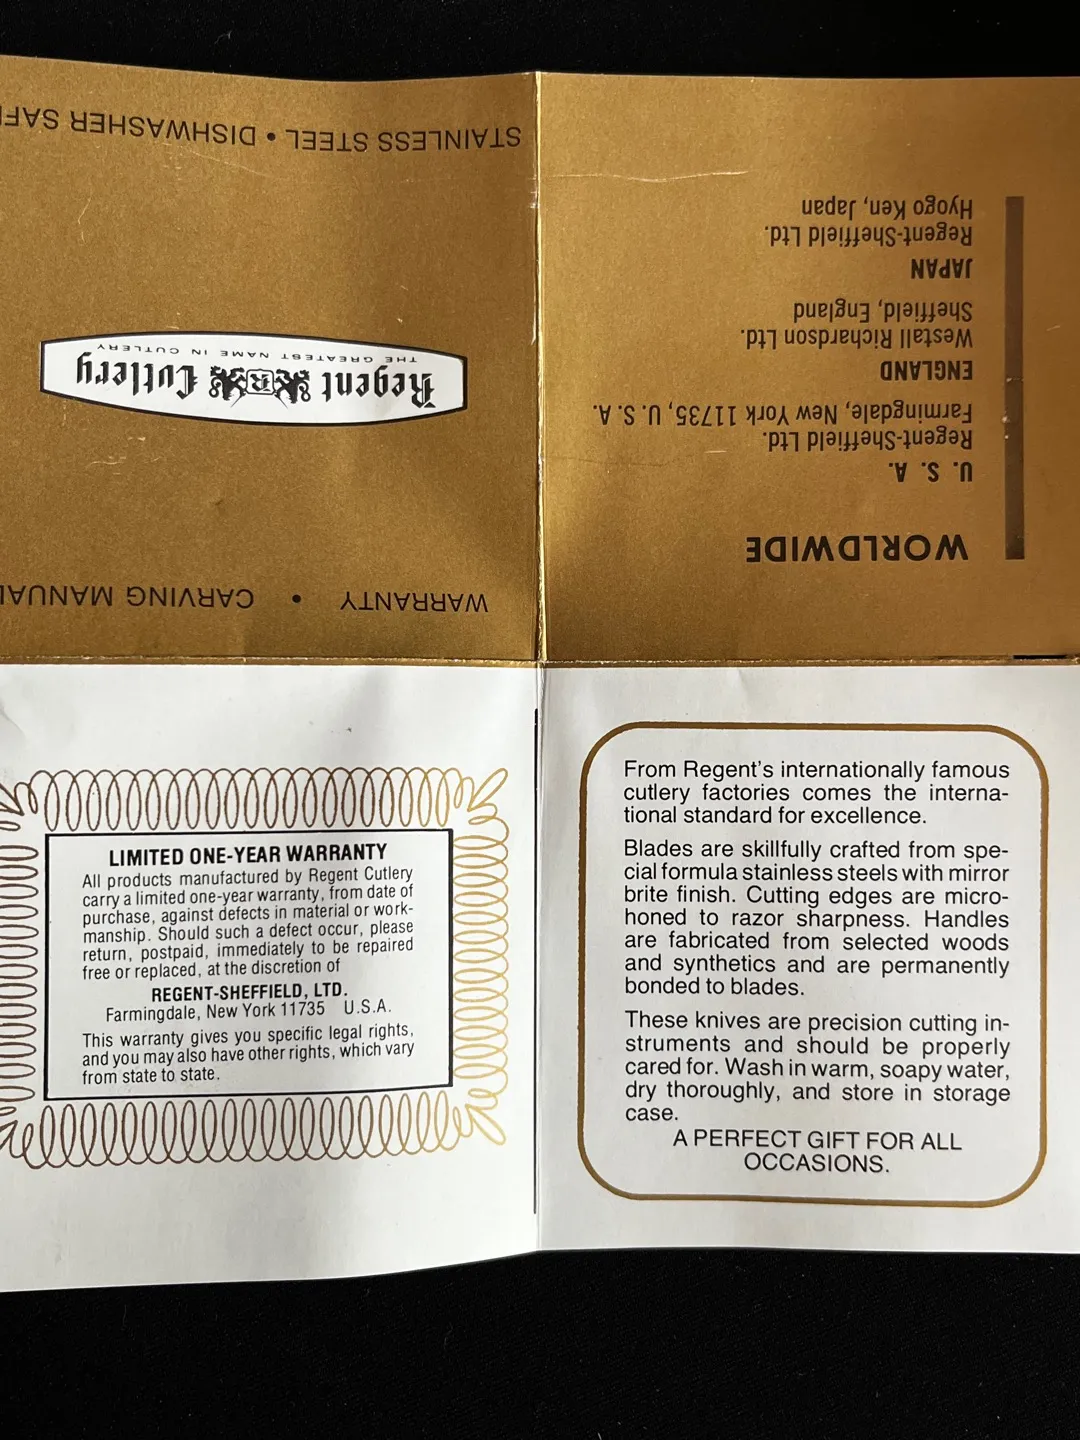 STAINLESS STEEL • DISHWASHER SAF
Regent R Cutlery
THE GREATEST NAME IN CUTLERY
WARRANTY • CARVING MANUAL
WORLDWIDE
U. S. A.
Regent-Sheffield Ltd.
Farmingdale, New York 11735, U. S. A.
ENGLAND
Westall Richardson Ltd.
Sheffield, England
JAPAN
Regent-Sheffield Ltd.
Hyogo Ken, Japan
LIMITED ONE-YEAR WARRANTY
All products manufactured by Regent Cutlery
carry a limited one-year warranty, from date of
purchase, against defects in material or work-
manship. Should such a defect occur, please
return, postpaid, immediately to be repaired
free or replaced, at the discretion of
REGENT-SHEFFIELD, LTD.
Farmingdale, New York 11735 U.S.A.
This warranty gives you specific legal rights,
and you may also have other rights, which vary
from state to state.
From Regent's internationally famous
cutlery factories comes the interna-
tional standard for excellence.
Blades are skillfully crafted from spe-
cial formula stainless steels with mirror
brite finish. Cutting edges are micro-
honed to razor sharpness. Handles
are fabricated from selected woods
and synthetics and are permanently
bonded to blades.
These knives are precision cutting in-
struments and should be properly
cared for. Wash in warm, soapy water,
dry thoroughly, and store in storage
case.
A PERFECT GIFT FOR ALL
OCCASIONS.